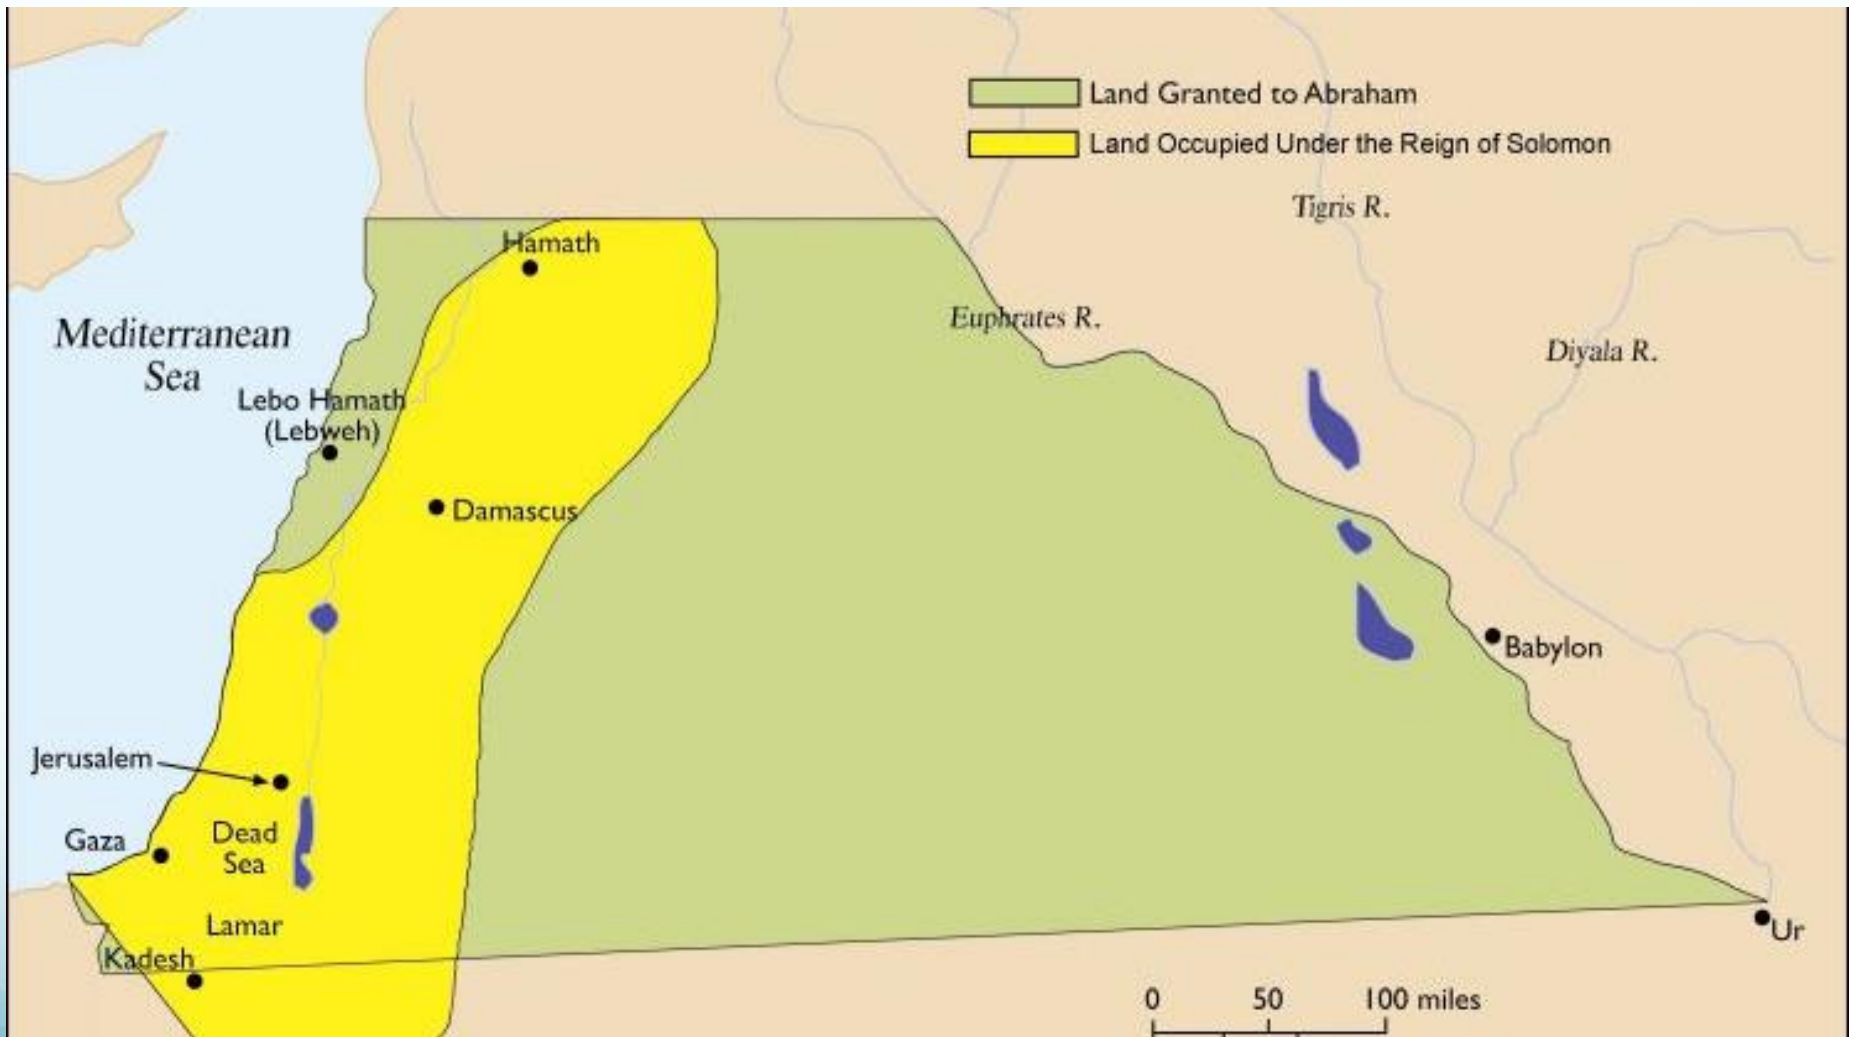 Land Granted to Abraham
Land Occupied Under the Reign of Solomon
Tigris R.
Hamath
Euphrates R.
Mediterranean
Sea
Diyala R.
Lebo Hamath
(Lebweh)
Damascus
Babylon
Jerusalem
Gaza
Dead
Sea
Lamar
Kadesh
Ur
0 50 100 miles